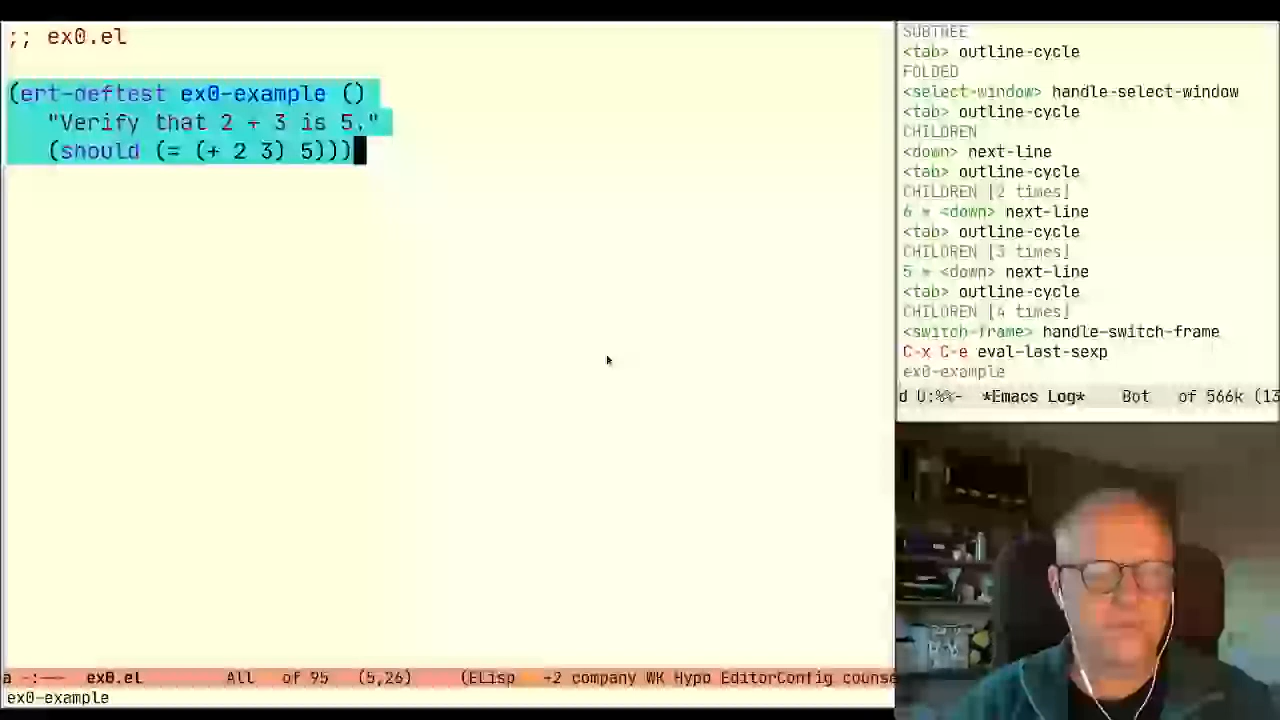 ;; ex0.el
(ert-deftest ex0-example ()
"Verify that 2 + 3 is 5."
(should (= (+ 2 3) 5)))
a -:--- ex0.el All of 95 (5,26) (ELisp +2 company WK Hypo EditorConfig counse
ex0-example
SUBTREE
<tab> outline-cycle
FOLDED
<select-window> handle-select-window
<tab> outline-cycle
CHILDREN
<down> next-line
<tab> outline-cycle
CHILDREN [2 times]
6 * <down> next-line
<tab> outline-cycle
CHILDREN [3 times]
5 * <down> next-line
<tab> outline-cycle
CHILDREN [4 times]
<switch-frame> handle-switch-frame
C-x C-e eval-last-sexp
ex0-example
d U:%%- *Emacs Log* Bot of 566k (13